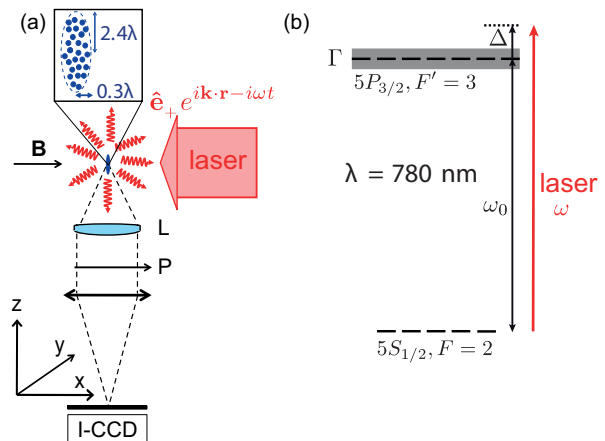 (a)
2.4λ
0.3λ
ê₊ e^{ik·r−iωt}
B
laser
L
P
z
y
x
I-CCD
(b)
Δ
Γ
5P_{3/2}, F′ = 3
λ = 780 nm
ω₀
laser
ω
5S_{1/2}, F = 2